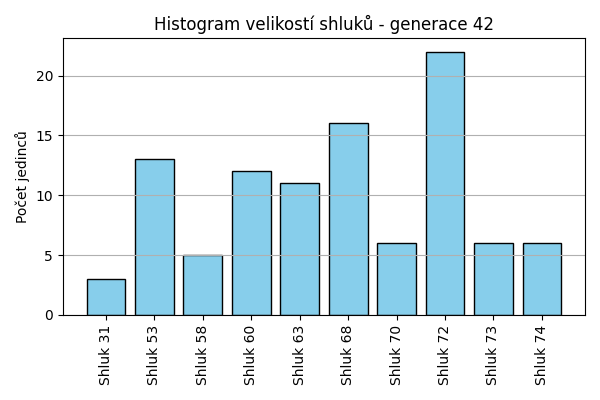 Histogram velikostí shluků - generace 42
Počet jedinců
20
15
10
5
0
Shluk 31
Shluk 53
Shluk 58
Shluk 60
Shluk 63
Shluk 68
Shluk 70
Shluk 72
Shluk 73
Shluk 74